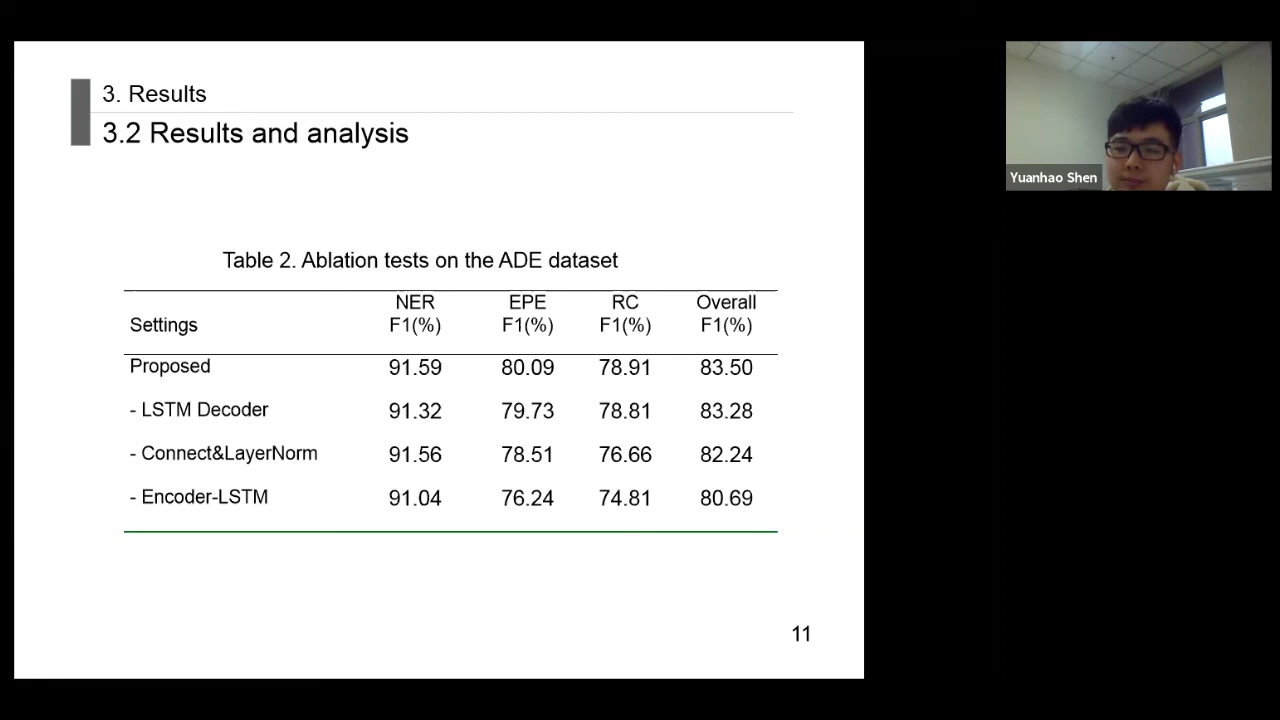 3. Results
3.2 Results and analysis
Table 2. Ablation tests on the ADE dataset
Settings NER F1(%) EPE F1(%) RC F1(%) Overall F1(%)
Proposed 91.59 80.09 78.91 83.50
- LSTM Decoder 91.32 79.73 78.81 83.28
- Connect&LayerNorm 91.56 78.51 76.66 82.24
- Encoder-LSTM 91.04 76.24 74.81 80.69
11
Yuanhao Shen